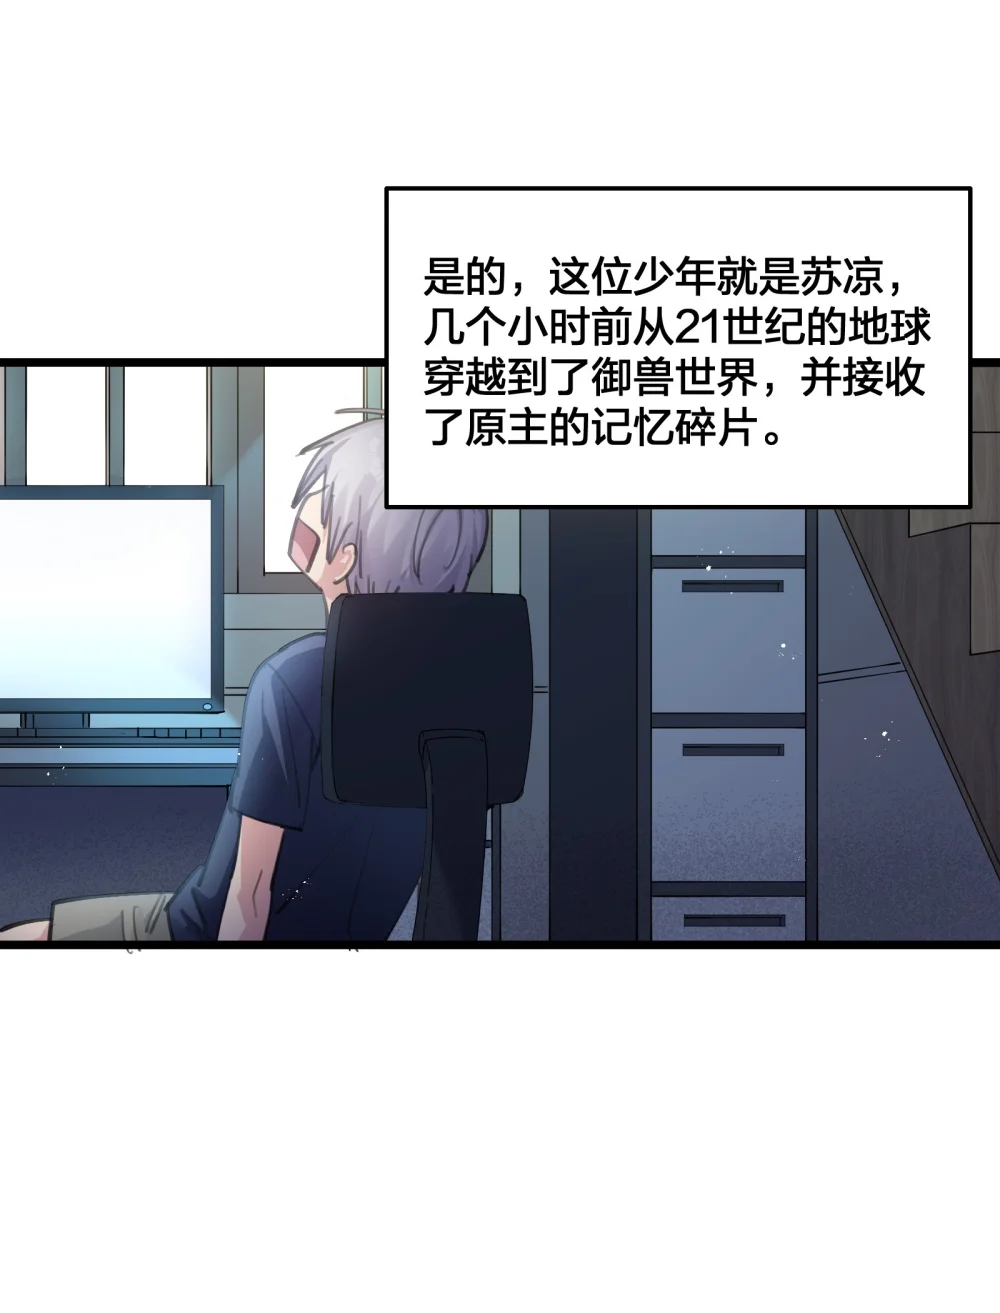 是的，这位少年就是苏凉，
几个小时前从21世纪的地球
穿越到了御兽世界，并接收
了原主的记忆碎片。